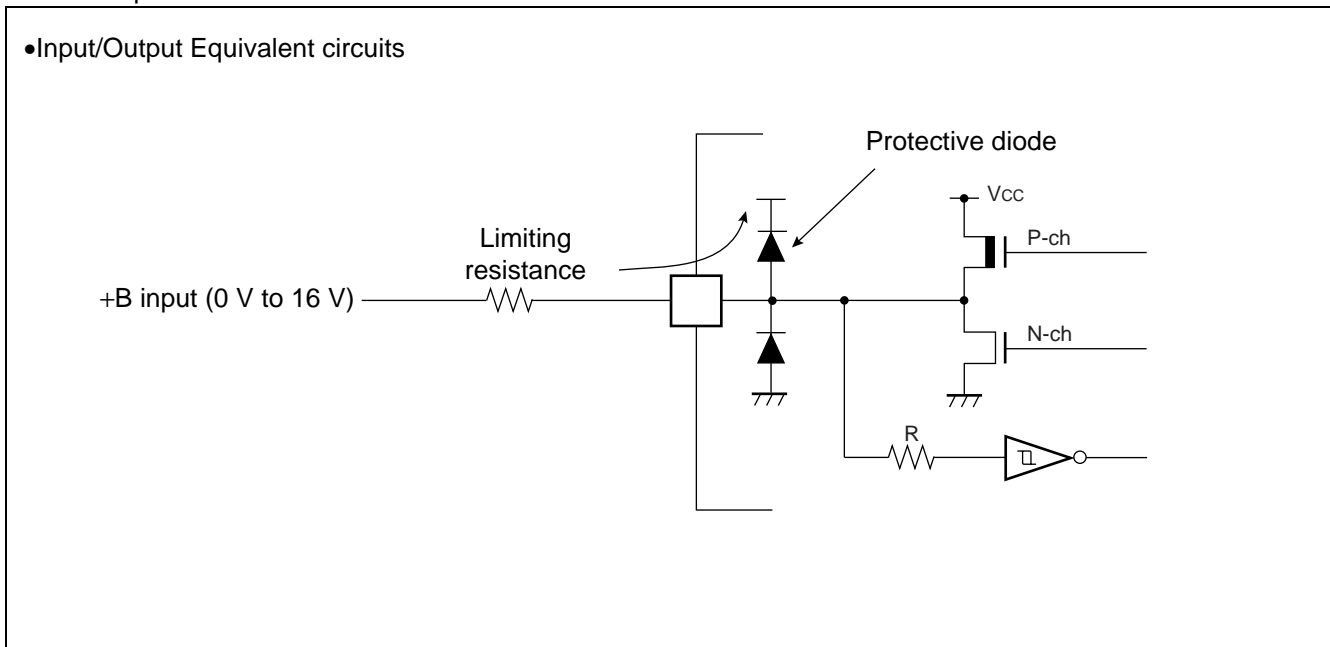 •Input/Output Equivalent circuits
Protective diode
Vcc
P-ch
Limiting
resistance
+B input (0 V to 16 V)
N-ch
R